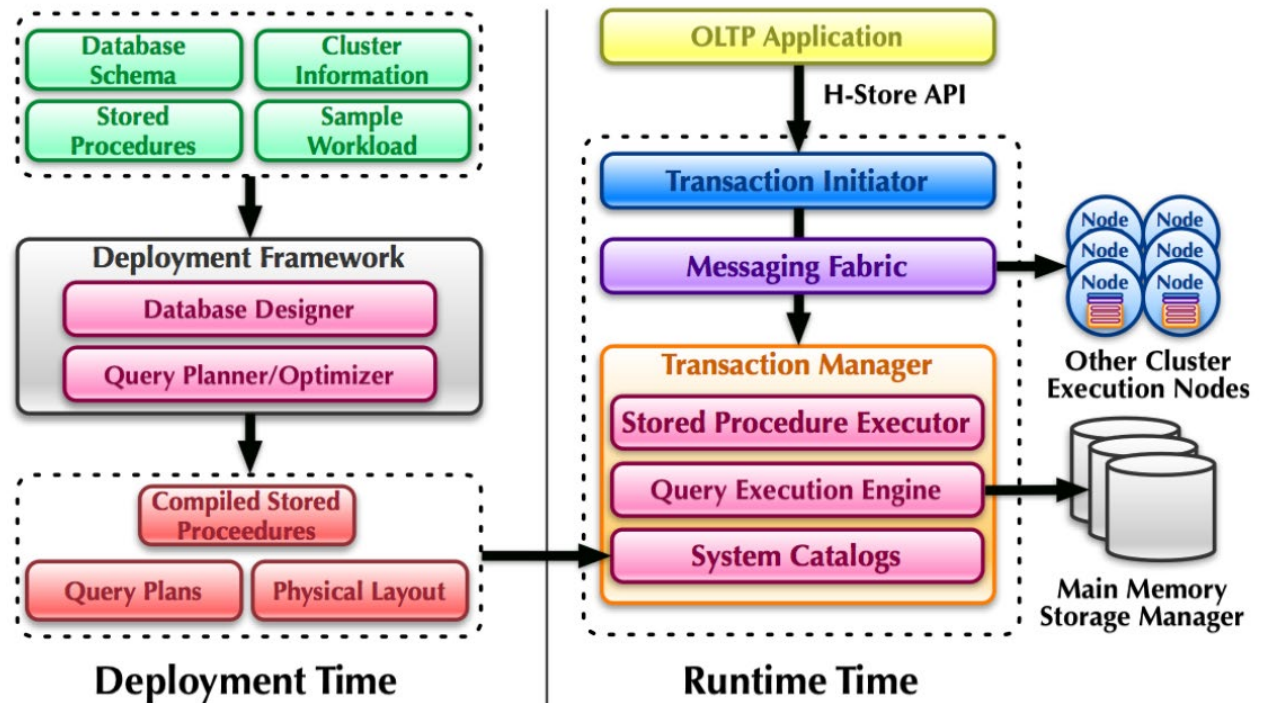 Database
Schema
Cluster
Information
Stored
Procedures
Sample
Workload
Deployment Framework
Database Designer
Query Planner/Optimizer
Compiled Stored
Proceedures
Query Plans
Physical Layout
Deployment Time
OLTP Application
H-Store API
Transaction Initiator
Messaging Fabric
Transaction Manager
Stored Procedure Executor
Query Execution Engine
System Catalogs
Node
Node
Node
Node
Node
Node
Other Cluster
Execution Nodes
Main Memory
Storage Manager
Runtime Time